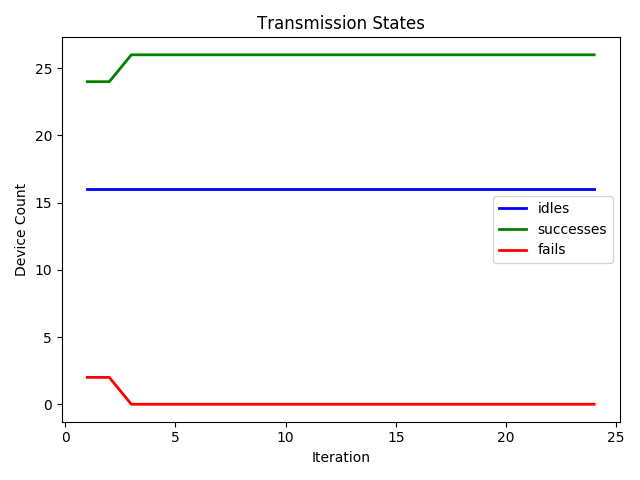 Transmission States
Device Count
25
20
15
10
5
0
idles
successes
fails
0 5 10 15 20 25
Iteration